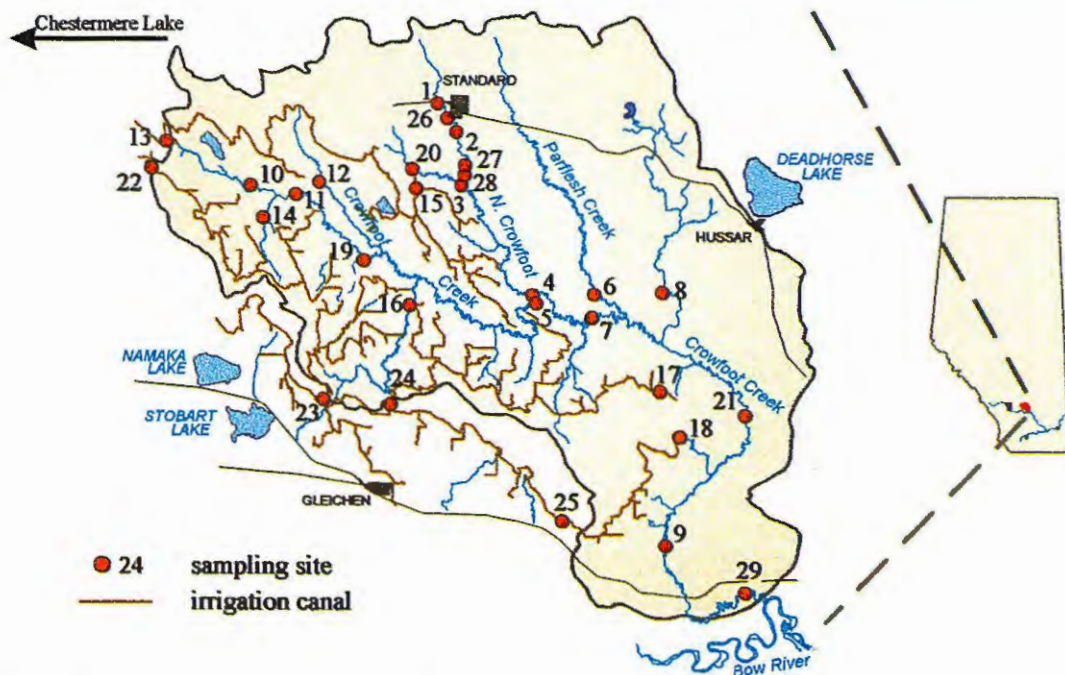 Chestermere Lake
STANDARD
1
26
2
13
20
27
Parflesh Creek
DEADHORSE
LAKE
22
10
12
28
11
15
3
14
Crowfoot
N. Crowfoot
HUSSAR
19
4
6
8
16
Creek
5
7
NAMAKA
LAKE
Crowfoot Creek
24
17
21
23
STOBART
LAKE
18
GLEICHEN
25
9
24 sampling site
29
irrigation canal
Bow River